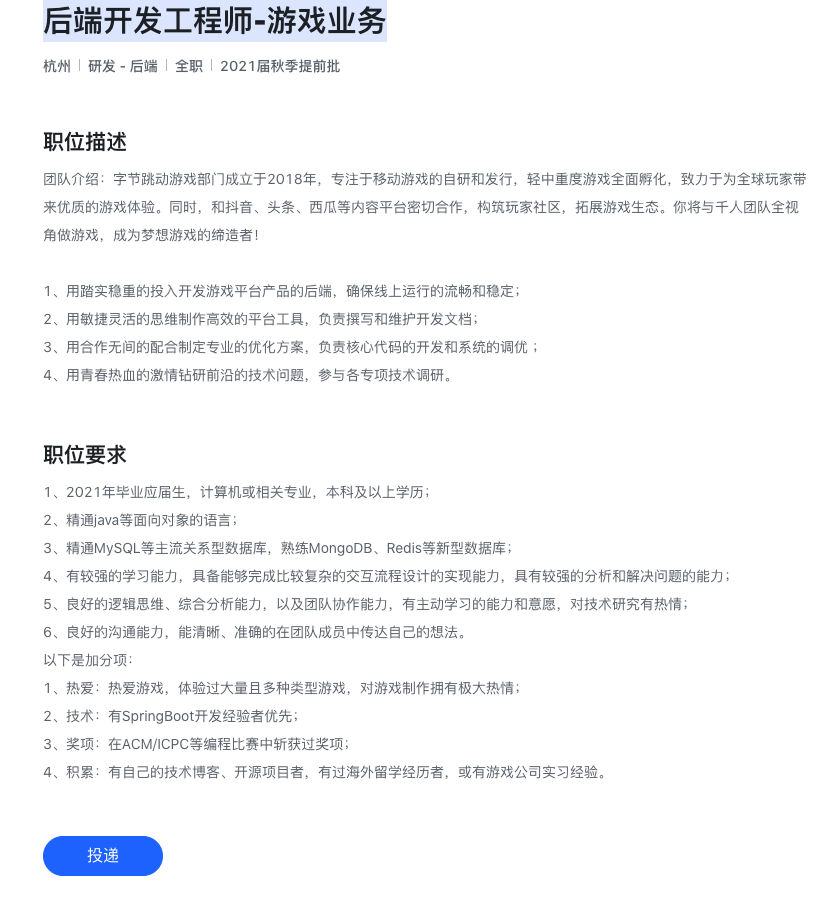 后端开发工程师-游戏业务
杭州 | 研发 - 后端 | 全职 | 2021届秋季提前批
职位描述
团队介绍：字节跳动游戏部门成立于2018年，专注于移动游戏的自研和发行，轻中重度游戏全面孵化，致力于为全球玩家带
来优质的游戏体验。同时，和抖音、头条、西瓜等内容平台密切合作，构筑玩家社区，拓展游戏生态。你将与千人团队全视
角做游戏，成为梦想游戏的缔造者！
1、用踏实稳重的投入开发游戏平台产品的后端，确保线上运行的流畅和稳定；
2、用敏捷灵活的思维制作高效的平台工具，负责撰写和维护开发文档；
3、用合作无间的配合制定专业的优化方案，负责核心代码的开发和系统的调优 ；
4、用青春热血的激情钻研前沿的技术问题，参与各专项技术调研。
职位要求
1、2021年毕业应届生，计算机或相关专业，本科及以上学历；
2、精通java等面向对象的语言；
3、精通MySQL等主流关系型数据库，熟练MongoDB、Redis等新型数据库；
4、有较强的学习能力，具备能够完成比较复杂的交互流程设计的实现能力，具有较强的分析和解决问题的能力；
5、良好的逻辑思维、综合分析能力，以及团队协作能力，有主动学习的能力和意愿，对技术研究有热情；
6、良好的沟通能力，能清晰、准确的在团队成员中传达自己的想法。
以下是加分项：
1、热爱：热爱游戏，体验过大量且多种类型游戏，对游戏制作拥有极大热情；
2、技术：有SpringBoot开发经验者优先；
3、奖项：在ACM/ICPC等编程比赛中斩获过奖项；
4、积累：有自己的技术博客、开源项目者，有过海外留学经历者，或有游戏公司实习经验。
投递